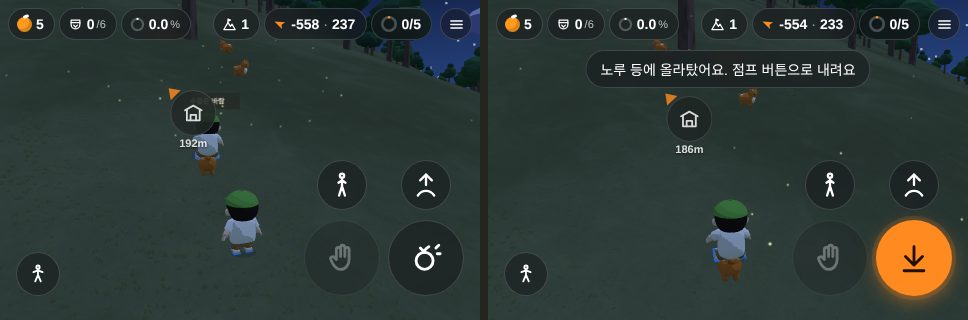 5 0/6 0.0% 1 -558 · 237 0/5
192m
5 0/6 0.0% 1 -554 · 233 0/5
노루 등에 올라탔어요. 점프 버튼으로 내려요
186m